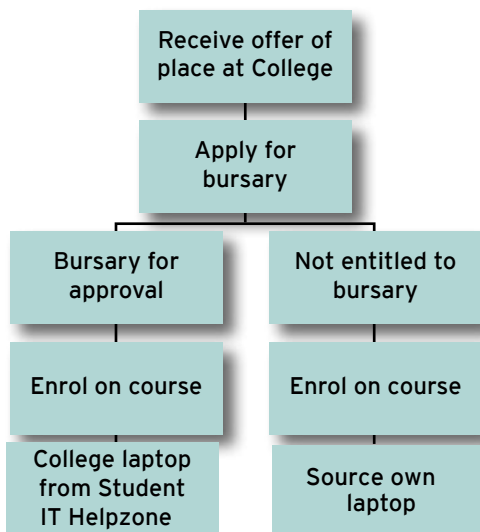 Receive offer of
place at College
Apply for
bursary
Bursary for
approval
Not entitled to
bursary
Enrol on course
Enrol on course
College laptop
from Student
IT Helpzone
Source own
laptop